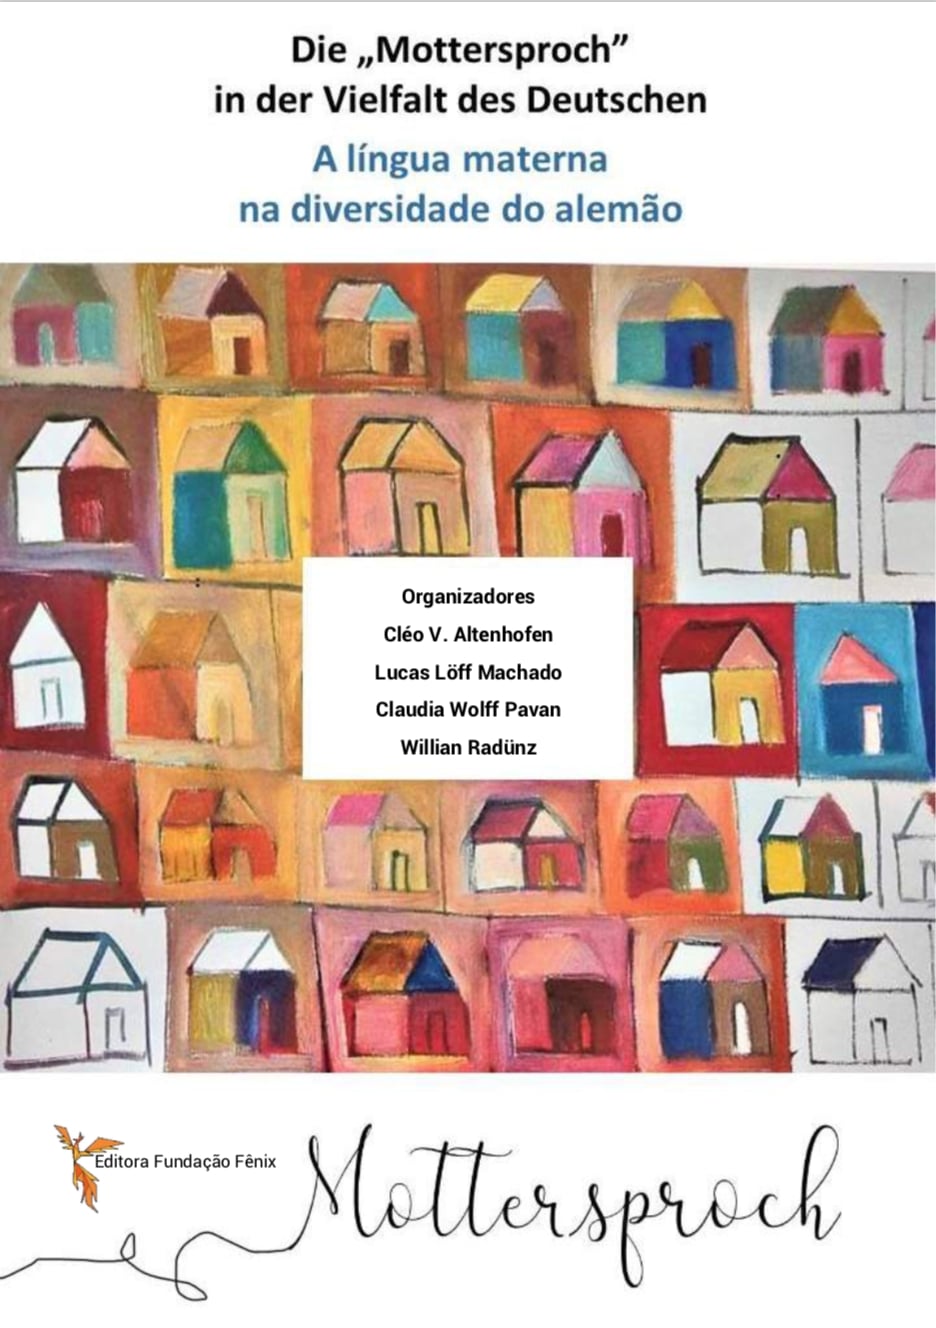 Die „Mottersproch”
in der Vielfalt des Deutschen
A língua materna
na diversidade do alemão
Organizadores
Cléo V. Altenhofen
Lucas Löff Machado
Claudia Wolff Pavan
Willian Radünz
Editora Fundação Fênix
Mottersproch